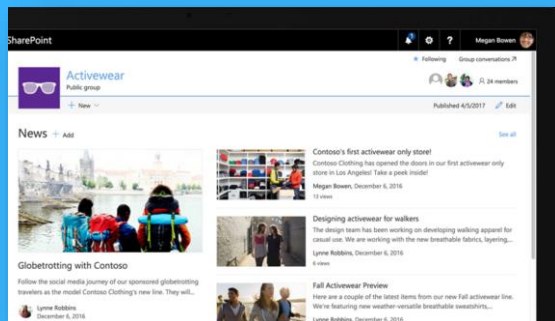 SharePoint
1
?
Megan Bowen
★ Following
Group conversations ↗
Activewear
Public group
24 members
+ New
Published 4/5/2017
Edit
News + Add
See all
Contoso's first activewear only store!
Contoso Clothing has opened the doors in our first activewear only
store in Los Angeles! Take a peek inside!
Megan Bowen, December 6, 2016
13 views
Designing activewear for walkers
The design team has been working on developing walking apparel for
casual use. We are working with the new breathable fabrics, layering,...
Lynne Robbins, December 6, 2016
6 views
Globetrotting with Contoso
Follow the social media journey of our sponsored globetrotting
travelers as the model Contoso Clothing's new line. They will...
Lynne Robbins
December 6, 2016
Fall Activewear Preview
Here are a couple of the latest items from our new Fall activewear line.
We're featuring new weather-versatile breathable sweatshirts,...
Lynne Robbins, December 6, 2016